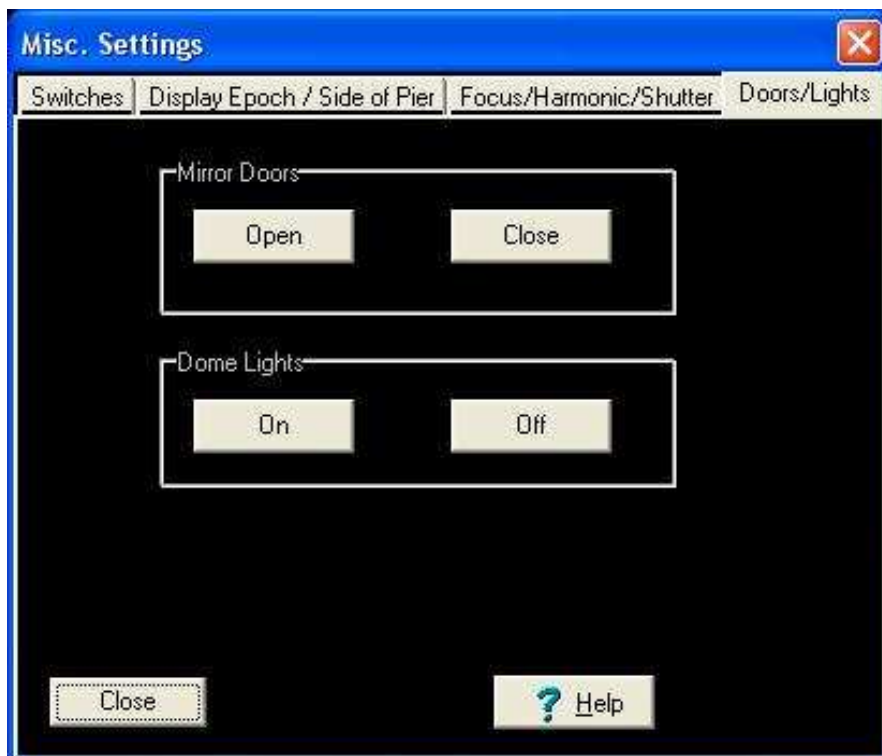 Misc. Settings
Switches Display Epoch / Side of Pier Focus/Harmonic/Shutter Doors/Lights
Mirror Doors
Open Close
Dome Lights
On Off
Close ? Help